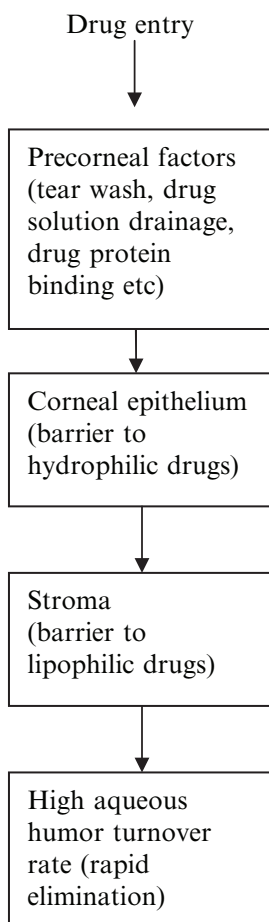 Drug entry
Precorneal factors
(tear wash, drug
solution drainage,
drug protein
binding etc)
Corneal epithelium
(barrier to
hydrophilic drugs)
Stroma
(barrier to
lipophilic drugs)
High aqueous
humor turnover
rate (rapid
elimination)